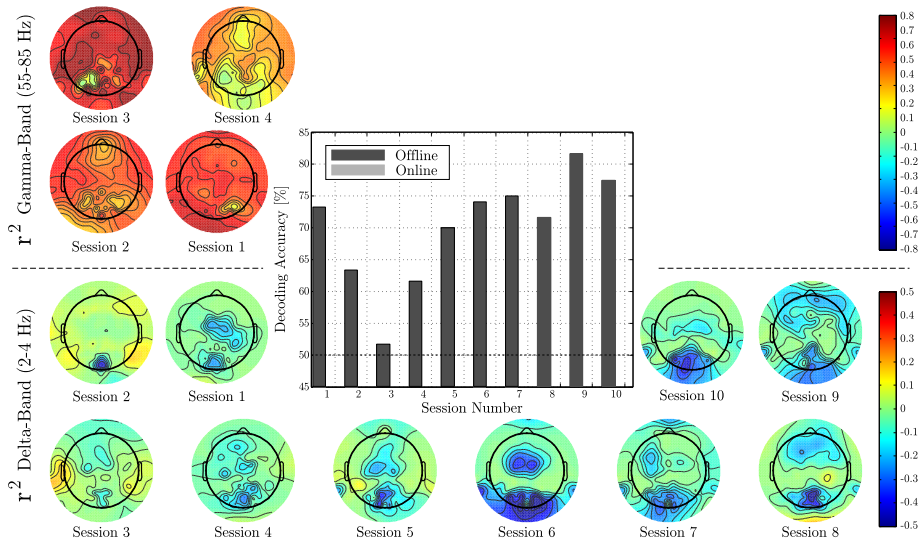 r² Gamma-Band (55-85 Hz)
Session 3
Session 4
Session 2
Session 1
0.8
0.7
0.6
0.5
0.4
0.3
0.2
0.1
0
-0.1
-0.2
-0.3
-0.4
-0.5
-0.6
-0.7
-0.8
Decoding Accuracy [%]
85
80
75
70
65
60
55
50
45
Offline
Online
1 2 3 4 5 6 7 8 9 10
Session Number
r² Delta-Band (2-4 Hz)
Session 2
Session 1
Session 10
Session 9
Session 3
Session 4
Session 5
Session 6
Session 7
Session 8
0.5
0.4
0.3
0.2
0.1
0
-0.1
-0.2
-0.3
-0.4
-0.5